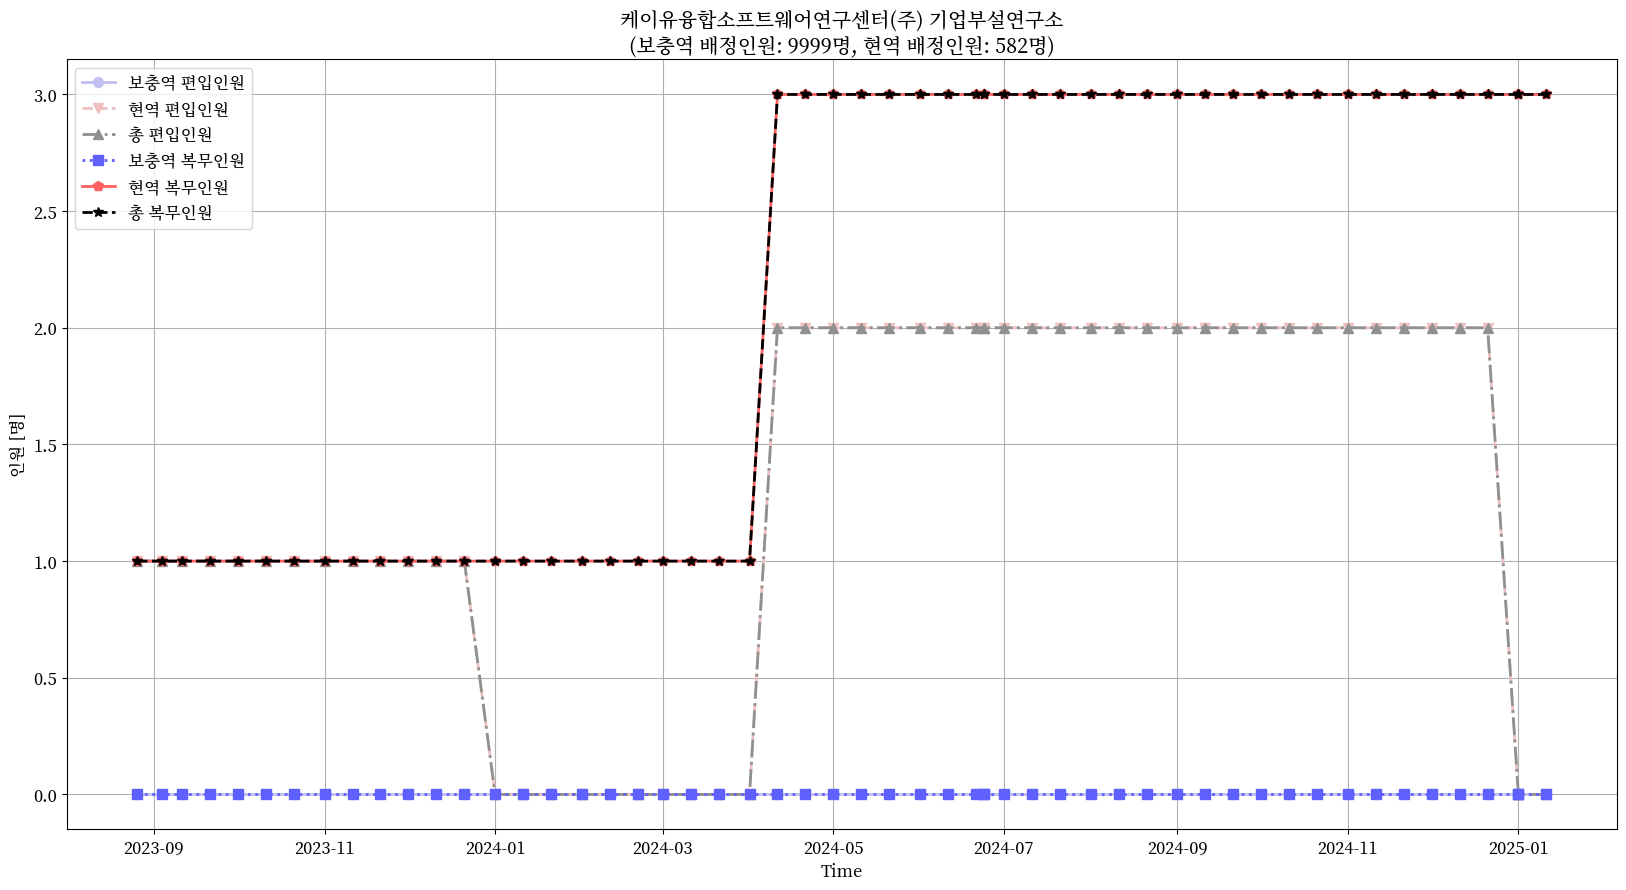 케이유융합소프트웨어연구센터(주) 기업부설연구소
(보충역 배정인원: 9999명, 현역 배정인원: 582명)
보충역 편입인원
현역 편입인원
총 편입인원
보충역 복무인원
현역 복무인원
총 복무인원
인원 [명]
3.0
2.5
2.0
1.5
1.0
0.5
0.0
2023-09 2023-11 2024-01 2024-03 2024-05 2024-07 2024-09 2024-11 2025-01
Time